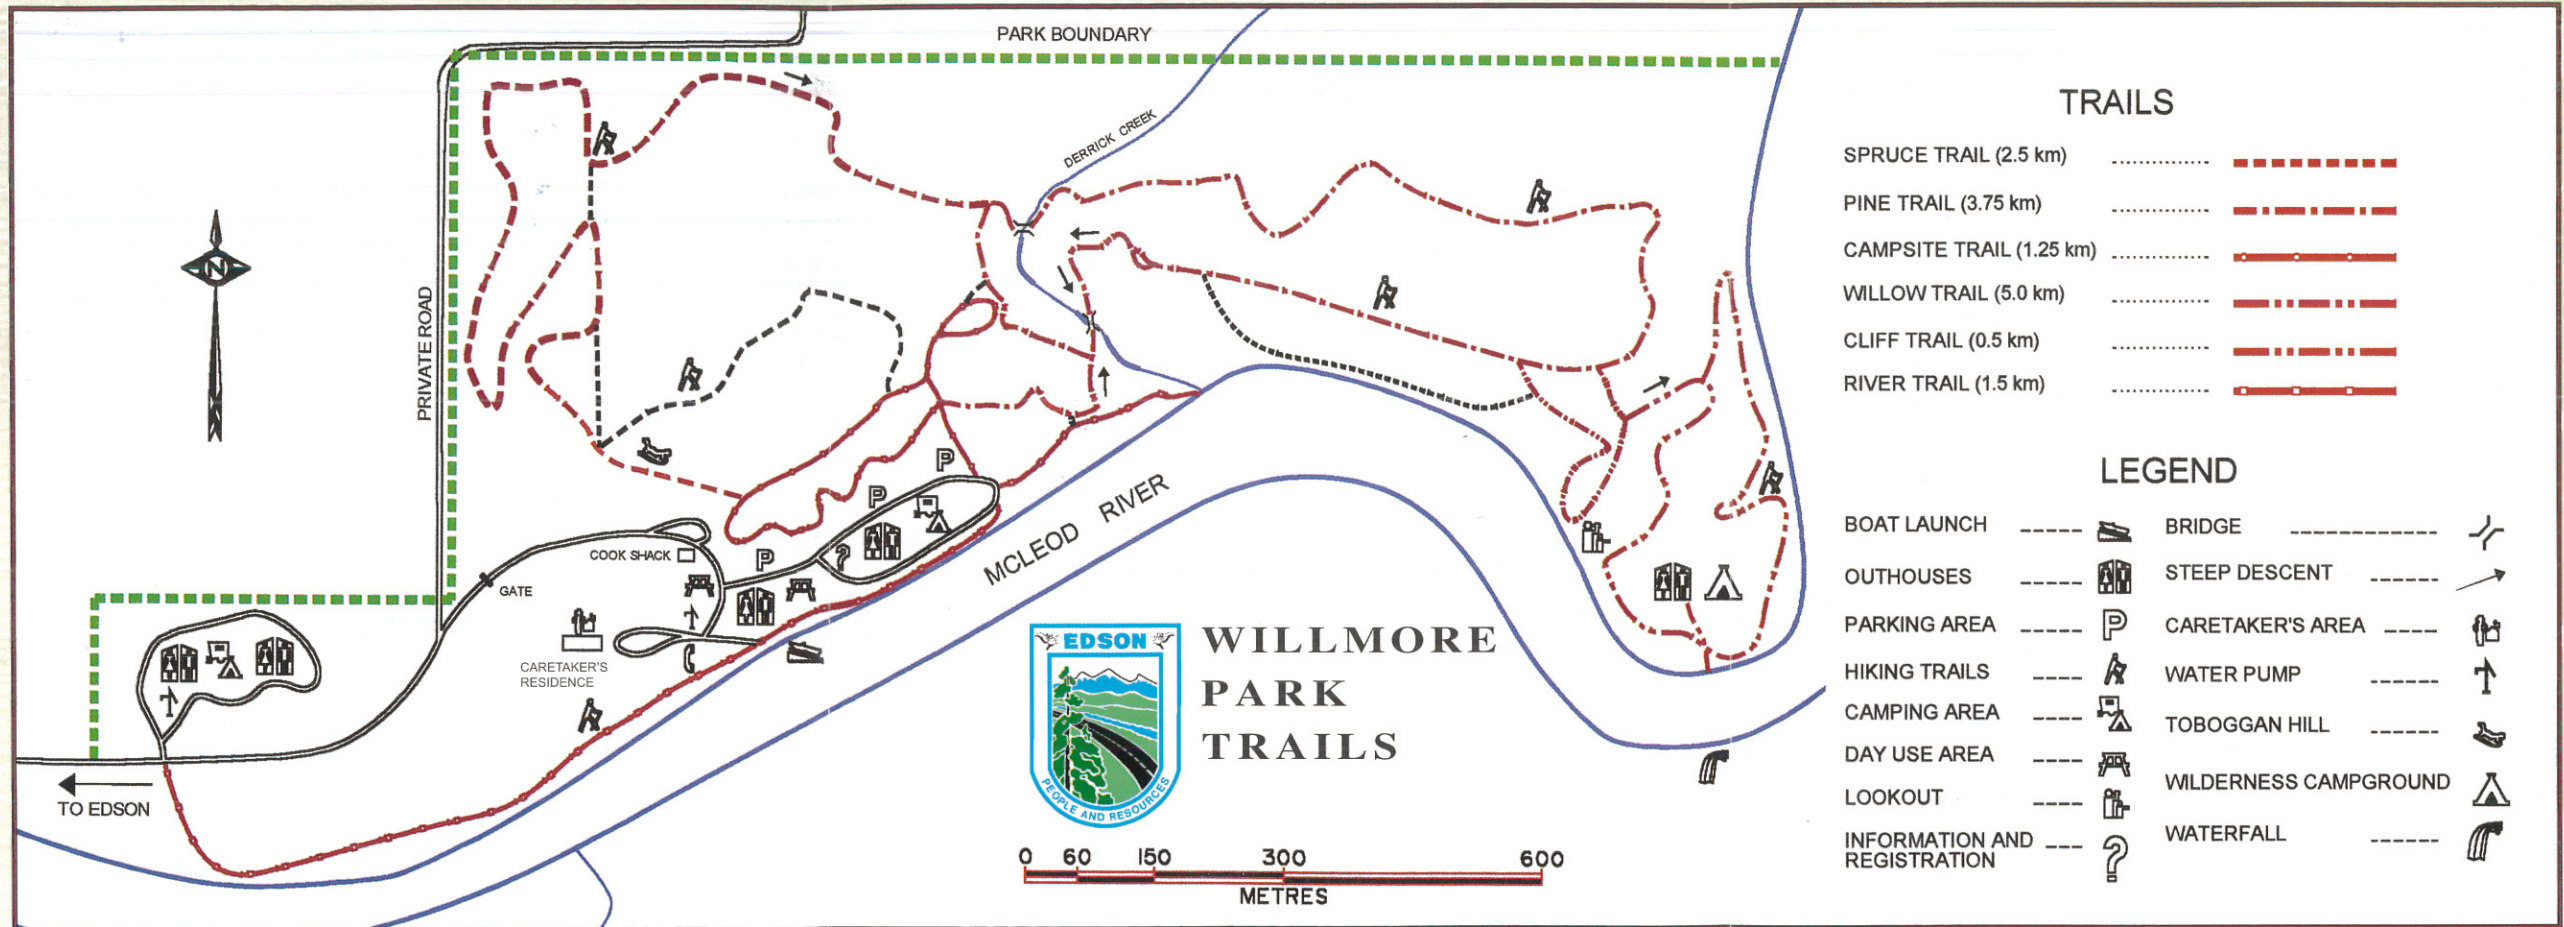 PARK BOUNDARY
DERRICK CREEK
PRIVATE ROAD
N
COOK SHACK
GATE
CARETAKER'S
RESIDENCE
TO EDSON
P
P
P
?
MCLEOD RIVER
EDSON
PEOPLE AND RESOURCES
WILLMORE
PARK
TRAILS
0 60 150 300 600
METRES
TRAILS
SPRUCE TRAIL (2.5 km)
PINE TRAIL (3.75 km)
CAMPSITE TRAIL (1.25 km)
WILLOW TRAIL (5.0 km)
CLIFF TRAIL (0.5 km)
RIVER TRAIL (1.5 km)
LEGEND
BOAT LAUNCH
OUTHOUSES
PARKING AREA P
HIKING TRAILS
CAMPING AREA
DAY USE AREA
LOOKOUT
INFORMATION AND
REGISTRATION ?
BRIDGE
STEEP DESCENT
CARETAKER'S AREA
WATER PUMP
TOBOGGAN HILL
WILDERNESS CAMPGROUND
WATERFALL